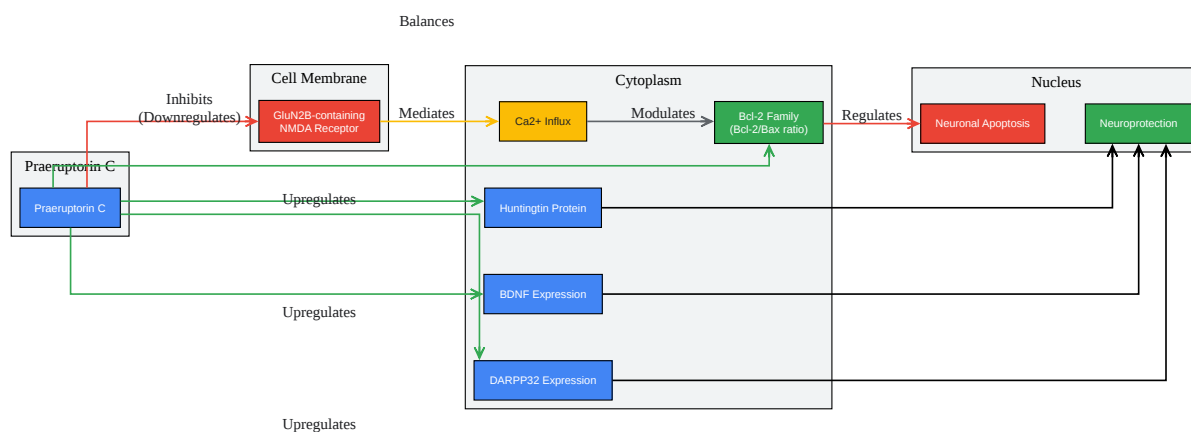 Balances
Cell Membrane
Cytoplasm
Nucleus
Inhibits
(Downregulates)
GluN2B-containing
NMDA Receptor
Mediates
Ca2+ Influx
Modulates
Bcl-2 Family
(Bcl-2/Bax ratio)
Regulates
Neuronal Apoptosis
Neuroprotection
Praeruptorin C
Praeruptorin C
Upregulates
Huntingtin Protein
BDNF Expression
Upregulates
DARPP32 Expression
Upregulates